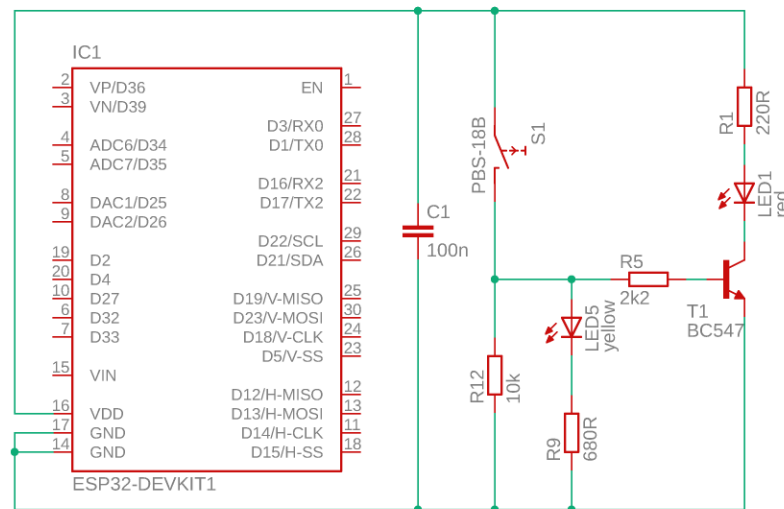 IC1
2 VP/D36 EN 1
3 VN/D39
D3/RX0 27
4 ADC6/D34 D1/TX0 28
5 ADC7/D35
D16/RX2 21
8 DAC1/D25 D17/TX2 22
9 DAC2/D26
D22/SCL 29
19 D2 D21/SDA 26
20 D4
10 D27 D19/V-MISO 25
6 D32 D23/V-MOSI 30
7 D33 D18/V-CLK 24
D5/V-SS 23
15 VIN
D12/H-MISO 12
16 VDD D13/H-MOSI 13
17 GND D14/H-CLK 11
14 GND D15/H-SS 18
ESP32-DEVKIT1
C1
100n
PBS-18B
S1
R12
10k
LED5
yellow
R9
680R
R5
2k2
R1
220R
LED1
red
T1
BC547